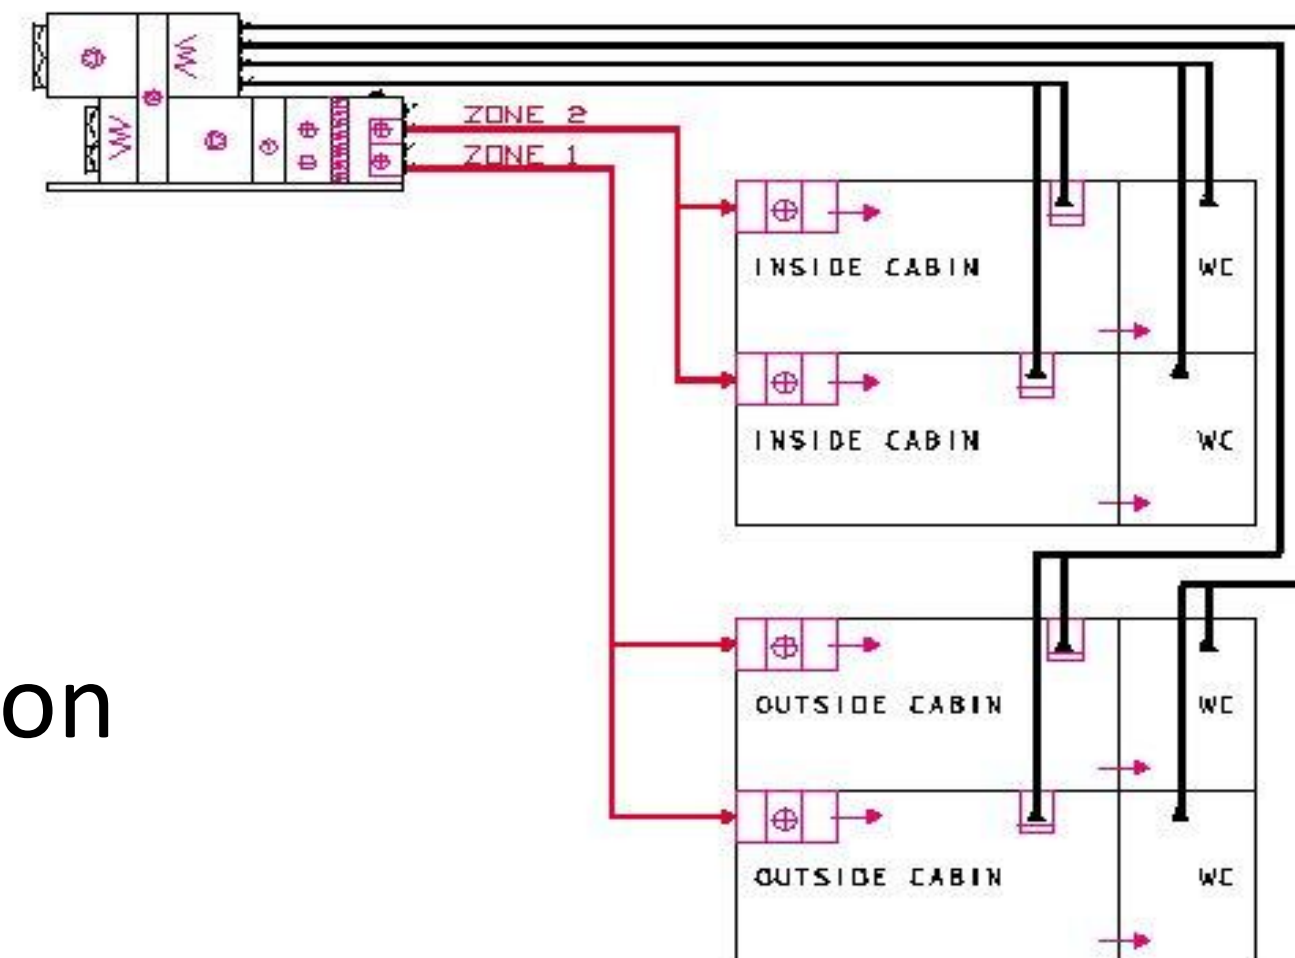 ZONE 2
ZONE 1
INSIDE CABIN WC
INSIDE CABIN WC
on
OUTSIDE CABIN WC
OUTSIDE CABIN WC